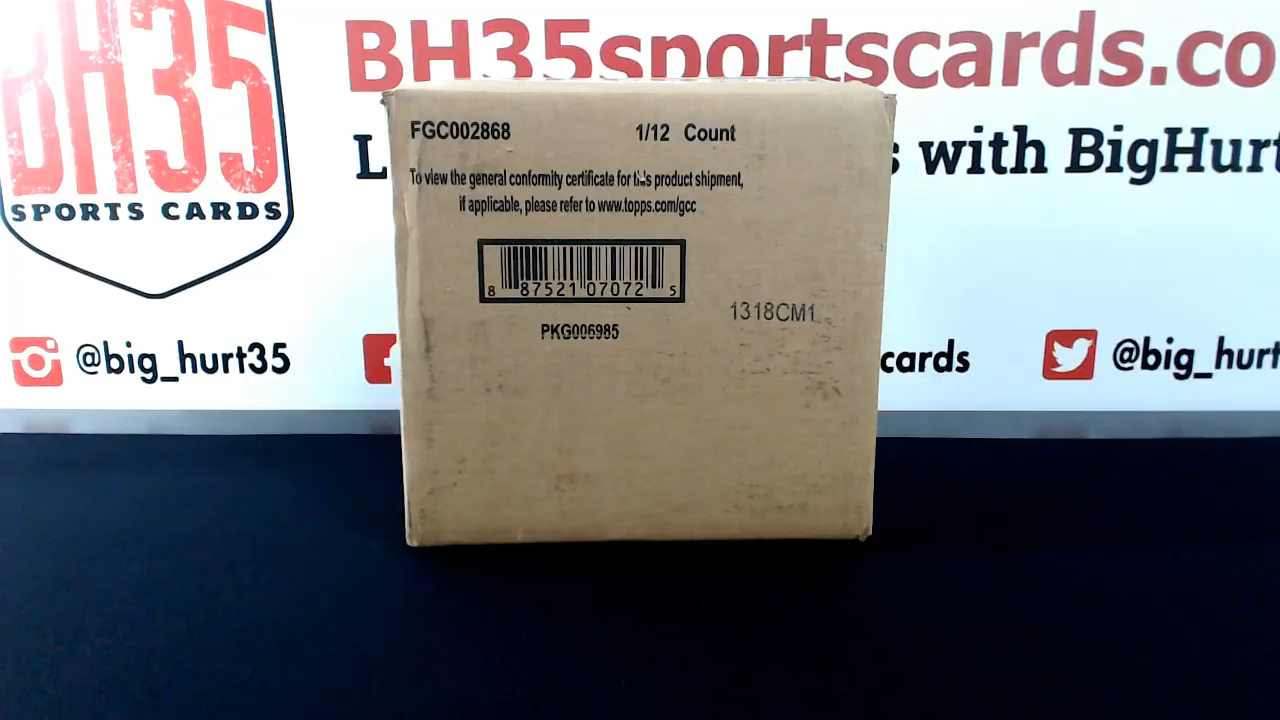 BH35
SPORTS CARDS
BH35sportscards.co
L s with BigHurt
@big_hurt35
cards
@big_hurt
FGC002868 1/12 Count
To view the general conformity certificate for this product shipment,
if applicable, please refer to www.topps.com/gcc
8 87521 07072 5
PKG006985
1318CM1